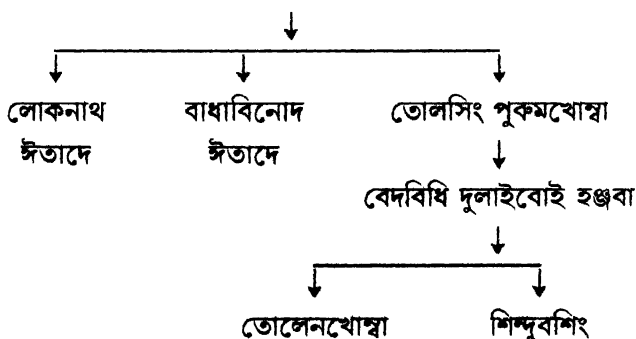 লোকনাথ বাধাবিনোদ তোলসিং পুকমখোম্বা
ঈতাদে ঈতাদে
বেদবিধি দুলাইবোই হঞ্জবা
তোলেনখোম্বা শিন্দুবশিং